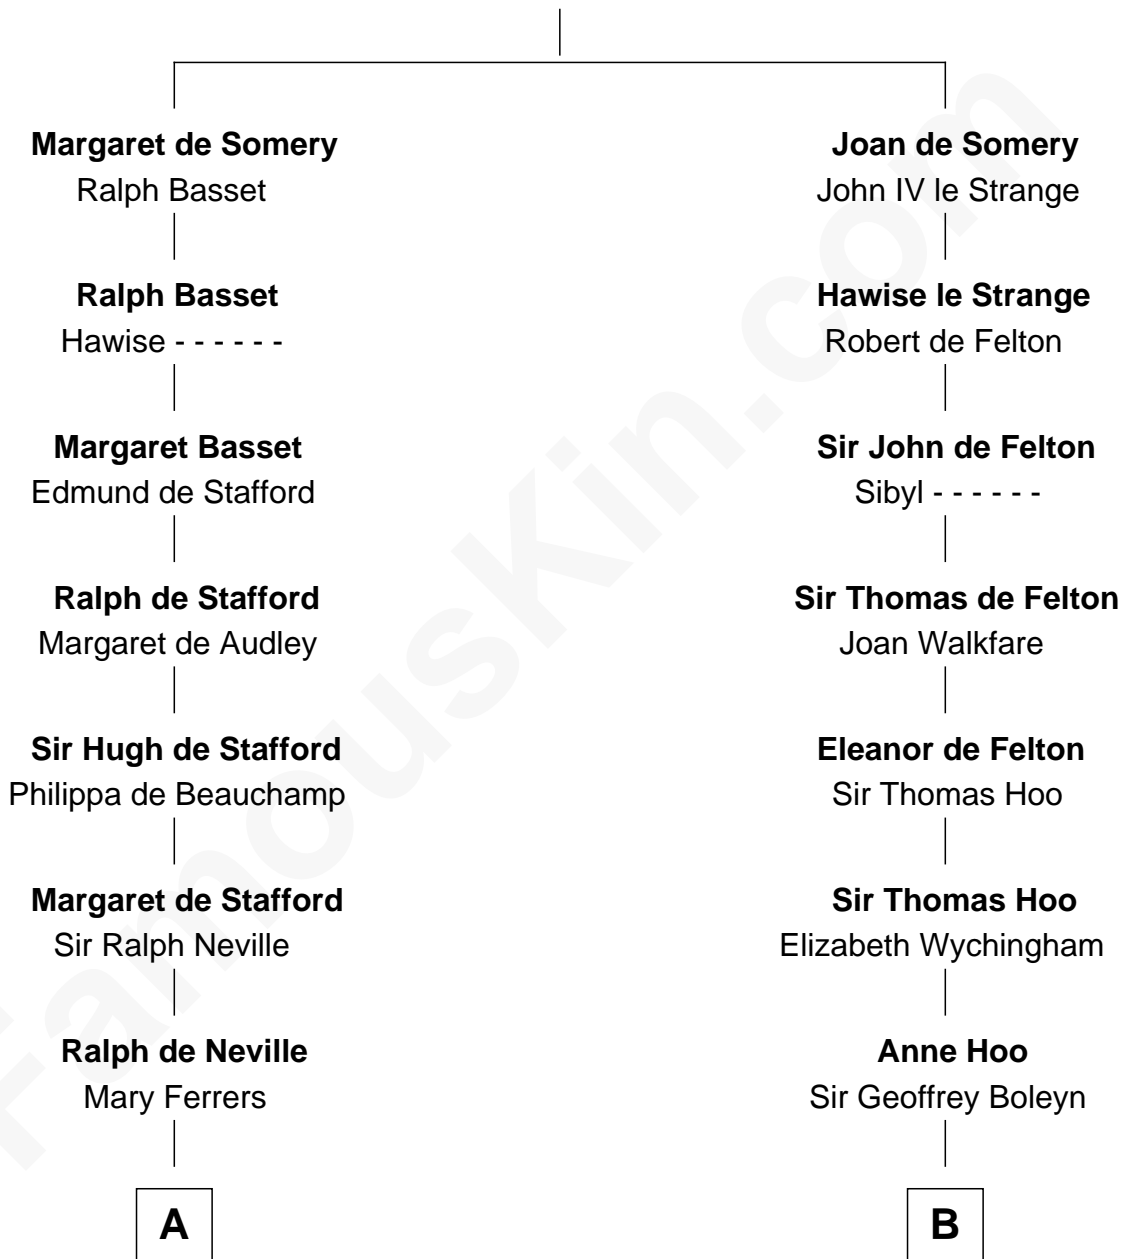 Margaret de Somery
Ralph Basset
Ralph Basset
Hawise - - - - - -
Margaret Basset
Edmund de Stafford
Ralph de Stafford
Margaret de Audley
Sir Hugh de Stafford
Philippa de Beauchamp
Margaret de Stafford
Sir Ralph Neville
Ralph de Neville
Mary Ferrers
A
Joan de Somery
John IV le Strange
Hawise le Strange
Robert de Felton
Sir John de Felton
Sibyl - - - - - -
Sir Thomas de Felton
Joan Walkfare
Eleanor de Felton
Sir Thomas Hoo
Sir Thomas Hoo
Elizabeth Wychingham
Anne Hoo
Sir Geoffrey Boleyn
B
FamousKin.com